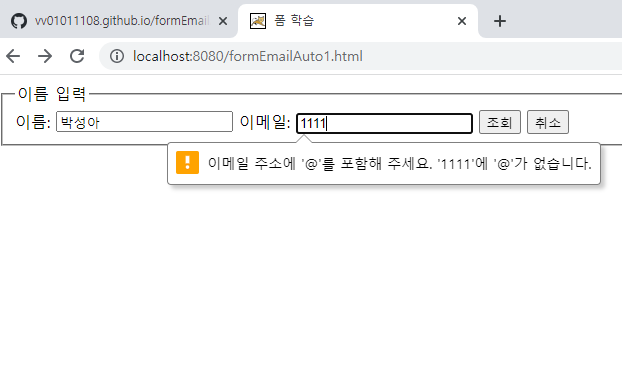 vv01011108.github.io/formEmail
폼 학습
localhost:8080/formEmailAuto1.html
이름 입력
이름: 박성아 이메일: 1111 조회 취소
이메일 주소에 '@'를 포함해 주세요. '1111'에 '@'가 없습니다.